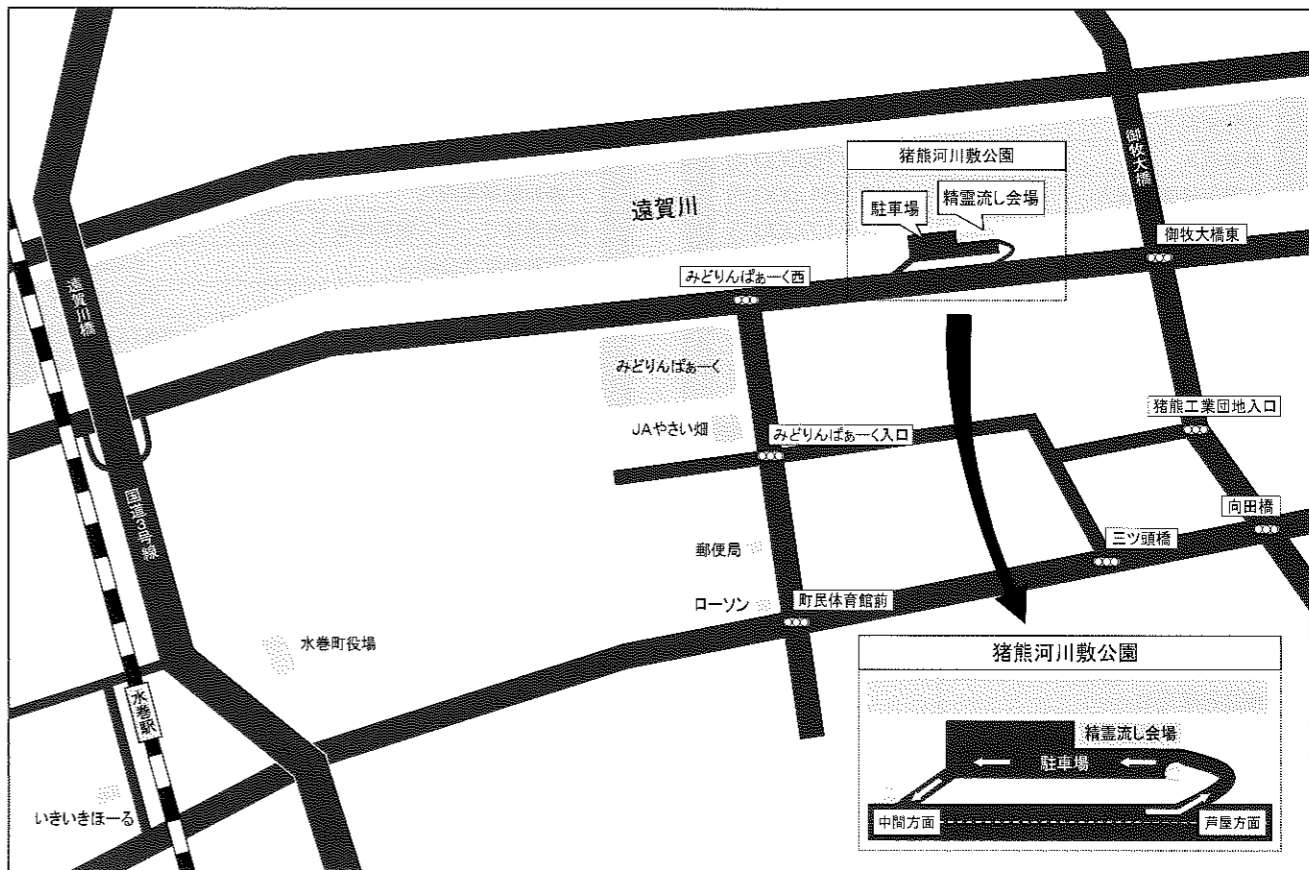 御牧大橋
猪熊河川敷公園
駐車場
精霊流し会場
遠賀川
御牧大橋東
みどりんぱぁーく西
遠賀川橋
みどりんぱぁーく
猪熊工業団地入口
JAやさい畑
みどりんぱぁーく入口
国道3号線
向田橋
三ツ頭橋
郵便局
ローソン
町民体育館前
水巻町役場
水巻駅
いきいきほーる
猪熊河川敷公園
精霊流し会場
駐車場
中間方面
芦屋方面